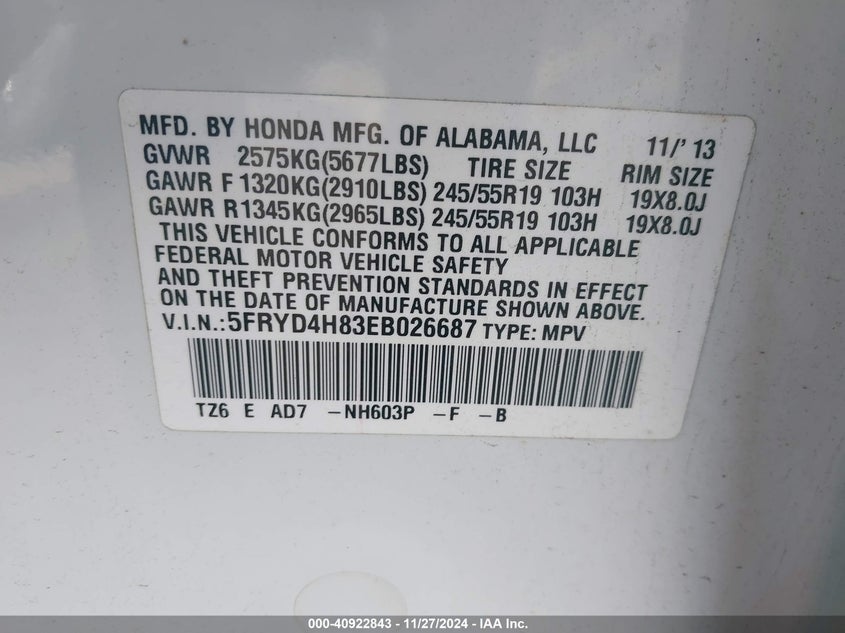 MFD. BY HONDA MFG. OF ALABAMA, LLC 11/' 13
GVWR 2575KG(5677LBS) TIRE SIZE RIM SIZE
GAWR F 1320KG(2910LBS) 245/55R19 103H 19X8.0J
GAWR R1345KG(2965LBS) 245/55R19 103H 19X8.0J
THIS VEHICLE CONFORMS TO ALL APPLICABLE
FEDERAL MOTOR VEHICLE SAFETY
AND THEFT PREVENTION STANDARDS IN EFFECT
ON THE DATE OF MANUFACTURE SHOWN ABOVE.
V.I.N.:5FRYD4H83EB026687 TYPE: MPV
TZ6 E AD7 -NH603P -F -B
000-40922843 - 11/27/2024 - IAA Inc.